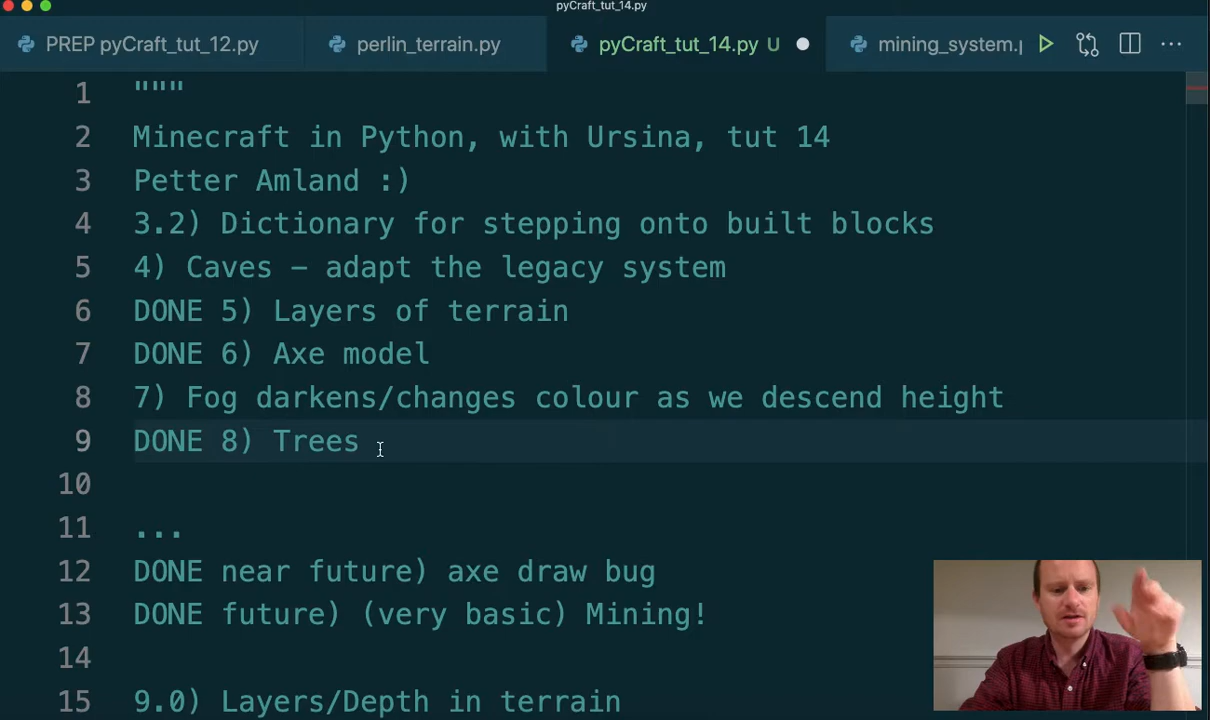 pyCraft_tut_14.py
PREP pyCraft_tut_12.py
perlin_terrain.py
pyCraft_tut_14.py U
mining_system.p
1 """
2 Minecraft in Python, with Ursina, tut 14
3 Petter Amland :)
4 3.2) Dictionary for stepping onto built blocks
5 4) Caves – adapt the legacy system
6 DONE 5) Layers of terrain
7 DONE 6) Axe model
8 7) Fog darkens/changes colour as we descend height
9 DONE 8) Trees
10
11 ...
12 DONE near future) axe draw bug
13 DONE future) (very basic) Mining!
14
15 9.0) Layers/Depth in terrain